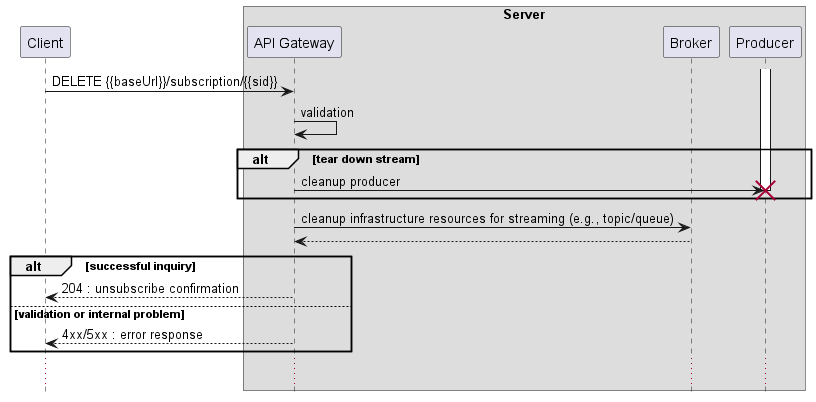 Server
Client
API Gateway
Broker
Producer
DELETE {{baseUrl}}/subscription/{{sid}}
validation
alt [tear down stream]
cleanup producer
cleanup infrastructure resources for streaming (e.g., topic/queue)
alt [successful inquiry]
204 : unsubscribe confirmation
[validation or internal problem]
4xx/5xx : error response